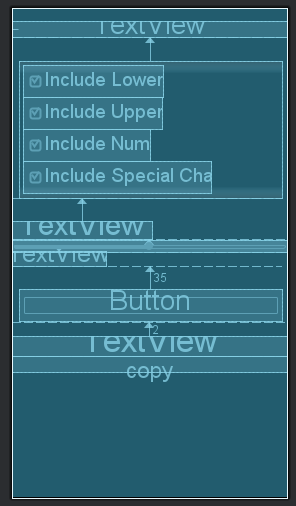 TextView
Include Lower
Include Upper
Include Num
Include Special Cha
TextView
TextView
35
Button
2
TextView
copy